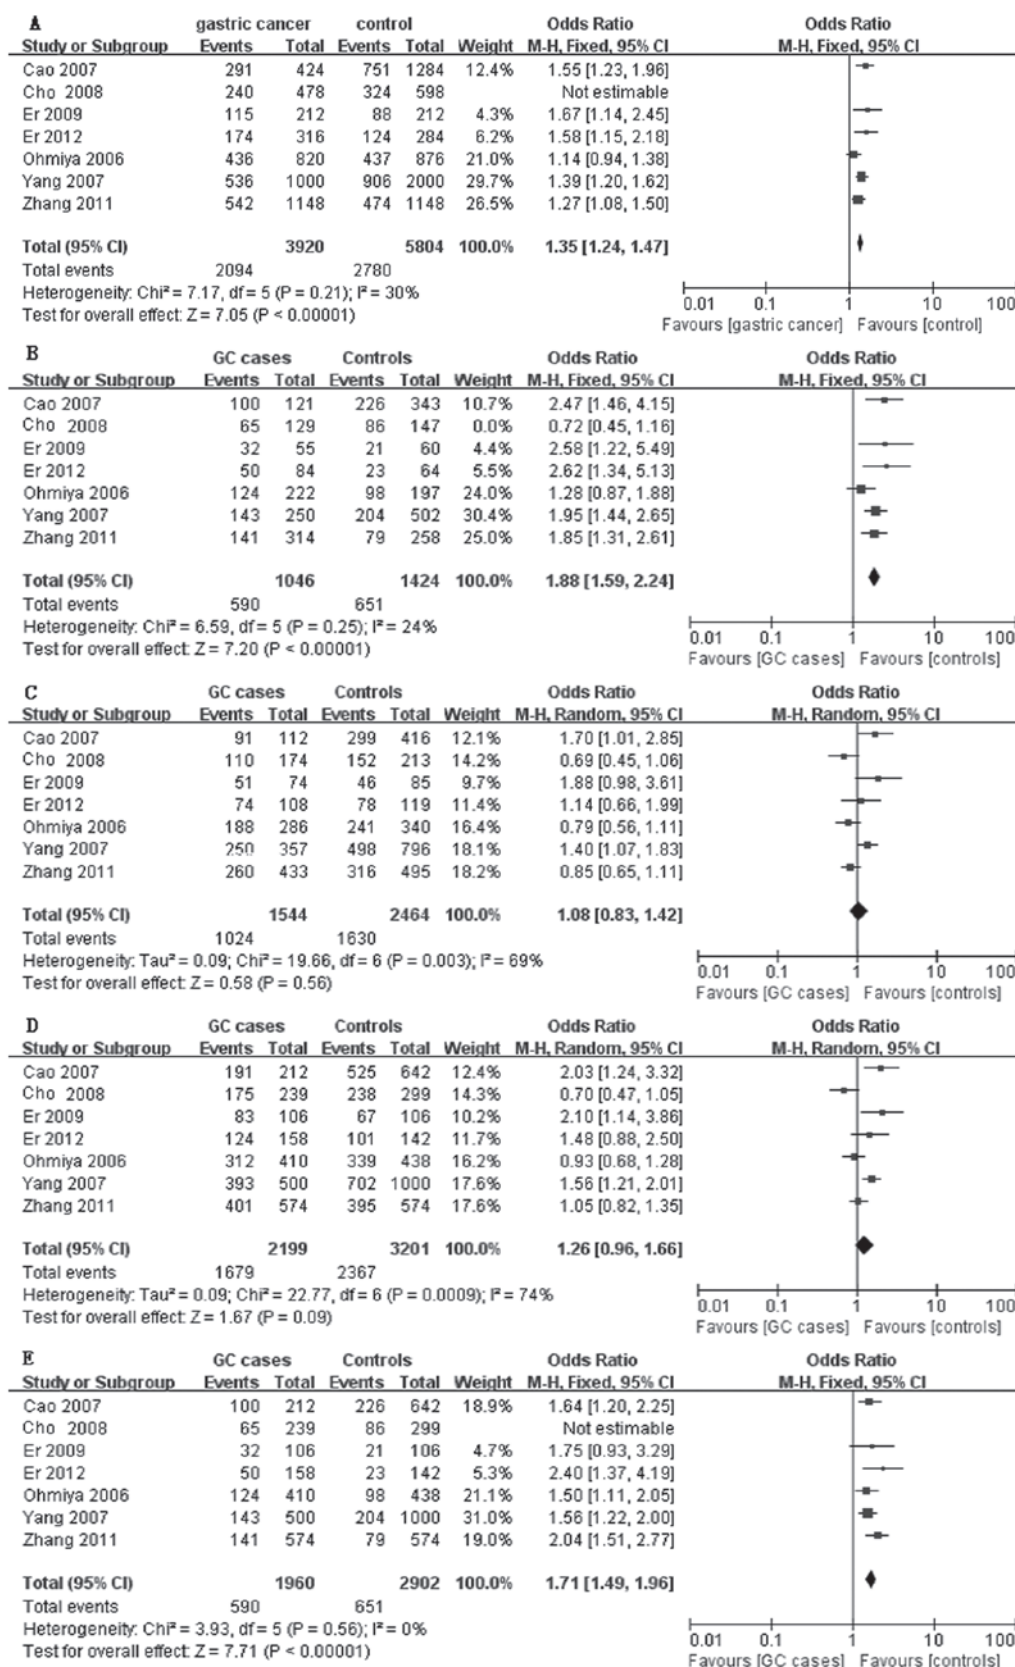 A gastric cancer control Odds Ratio Odds Ratio
Study or Subgroup Events Total Events Total Weight M-H, Fixed, 95% CI M-H, Fixed, 95% CI
Cao 2007 291 424 751 1284 12.4% 1.55 [1.23, 1.96]
Cho 2008 240 478 324 598 Not estimable
Er 2009 115 212 88 212 4.3% 1.67 [1.14, 2.45]
Er 2012 174 316 124 284 6.2% 1.58 [1.15, 2.18]
Ohmiya 2006 436 820 437 876 21.0% 1.14 [0.94, 1.38]
Yang 2007 536 1000 906 2000 29.7% 1.39 [1.20, 1.62]
Zhang 2011 542 1148 474 1148 26.5% 1.27 [1.08, 1.50]
Total (95% CI) 3920 5804 100.0% 1.35 [1.24, 1.47]
Total events 2094 2780
Heterogeneity: Chi² = 7.17, df = 5 (P = 0.21); I² = 30%
Test for overall effect: Z = 7.05 (P < 0.00001)
0.01 0.1 1 10 100
Favours [gastric cancer] Favours [control]
B GC cases Controls Odds Ratio Odds Ratio
Study or Subgroup Events Total Events Total Weight M-H, Fixed, 95% CI M-H, Fixed, 95% CI
Cao 2007 100 121 226 343 10.7% 2.47 [1.46, 4.15]
Cho 2008 65 129 86 147 0.0% 0.72 [0.45, 1.16]
Er 2009 32 55 21 60 4.4% 2.58 [1.22, 5.49]
Er 2012 50 84 23 64 5.5% 2.62 [1.34, 5.13]
Ohmiya 2006 124 222 98 197 24.0% 1.28 [0.87, 1.88]
Yang 2007 143 250 204 502 30.4% 1.95 [1.44, 2.65]
Zhang 2011 141 314 79 258 25.0% 1.85 [1.31, 2.61]
Total (95% CI) 1046 1424 100.0% 1.88 [1.59, 2.24]
Total events 590 651
Heterogeneity: Chi² = 6.59, df = 5 (P = 0.25); I² = 24%
Test for overall effect: Z = 7.20 (P < 0.00001)
0.01 0.1 1 10 100
Favours [GC cases] Favours [controls]
C GC cases Controls Odds Ratio Odds Ratio
Study or Subgroup Events Total Events Total Weight M-H, Random, 95% CI M-H, Random, 95% CI
Cao 2007 91 112 299 416 12.1% 1.70 [1.01, 2.85]
Cho 2008 110 174 152 213 14.2% 0.69 [0.45, 1.06]
Er 2009 51 74 46 85 9.7% 1.88 [0.98, 3.61]
Er 2012 74 108 78 119 11.4% 1.14 [0.66, 1.99]
Ohmiya 2006 188 286 241 340 16.4% 0.79 [0.56, 1.11]
Yang 2007 250 357 498 796 18.1% 1.40 [1.07, 1.83]
Zhang 2011 260 433 316 495 18.2% 0.85 [0.65, 1.11]
Total (95% CI) 1544 2464 100.0% 1.08 [0.83, 1.42]
Total events 1024 1630
Heterogeneity: Tau² = 0.09; Chi² = 19.66, df = 6 (P = 0.003); I² = 69%
Test for overall effect: Z = 0.58 (P = 0.56)
0.01 0.1 1 10 100
Favours [GC cases] Favours [controls]
D GC cases Controls Odds Ratio Odds Ratio
Study or Subgroup Events Total Events Total Weight M-H, Random, 95% CI M-H, Random, 95% CI
Cao 2007 191 212 525 642 12.4% 2.03 [1.24, 3.32]
Cho 2008 175 239 238 299 14.3% 0.70 [0.47, 1.05]
Er 2009 83 106 67 106 10.2% 2.10 [1.14, 3.86]
Er 2012 124 158 101 142 11.7% 1.48 [0.88, 2.50]
Ohmiya 2006 312 410 339 438 16.2% 0.93 [0.68, 1.28]
Yang 2007 393 500 702 1000 17.6% 1.56 [1.21, 2.01]
Zhang 2011 401 574 395 574 17.6% 1.05 [0.82, 1.35]
Total (95% CI) 2199 3201 100.0% 1.26 [0.96, 1.66]
Total events 1679 2367
Heterogeneity: Tau² = 0.09; Chi² = 22.77, df = 6 (P = 0.0009); I² = 74%
Test for overall effect: Z = 1.67 (P = 0.09)
0.01 0.1 1 10 100
Favours [GC cases] Favours [controls]
E GC cases Controls Odds Ratio Odds Ratio
Study or Subgroup Events Total Events Total Weight M-H, Fixed, 95% CI M-H, Fixed, 95% CI
Cao 2007 100 212 226 642 18.9% 1.64 [1.20, 2.25]
Cho 2008 65 239 86 299 Not estimable
Er 2009 32 106 21 106 4.7% 1.75 [0.93, 3.29]
Er 2012 50 158 23 142 5.3% 2.40 [1.37, 4.19]
Ohmiya 2006 124 410 98 438 21.1% 1.50 [1.11, 2.05]
Yang 2007 143 500 204 1000 31.0% 1.56 [1.22, 2.00]
Zhang 2011 141 574 79 574 19.0% 2.04 [1.51, 2.77]
Total (95% CI) 1960 2902 100.0% 1.71 [1.49, 1.96]
Total events 590 651
Heterogeneity: Chi² = 3.93, df = 5 (P = 0.56); I² = 0%
Test for overall effect: Z = 7.71 (P < 0.00001)
0.01 0.1 1 10 100
Favours [GC cases] Favours [controls]